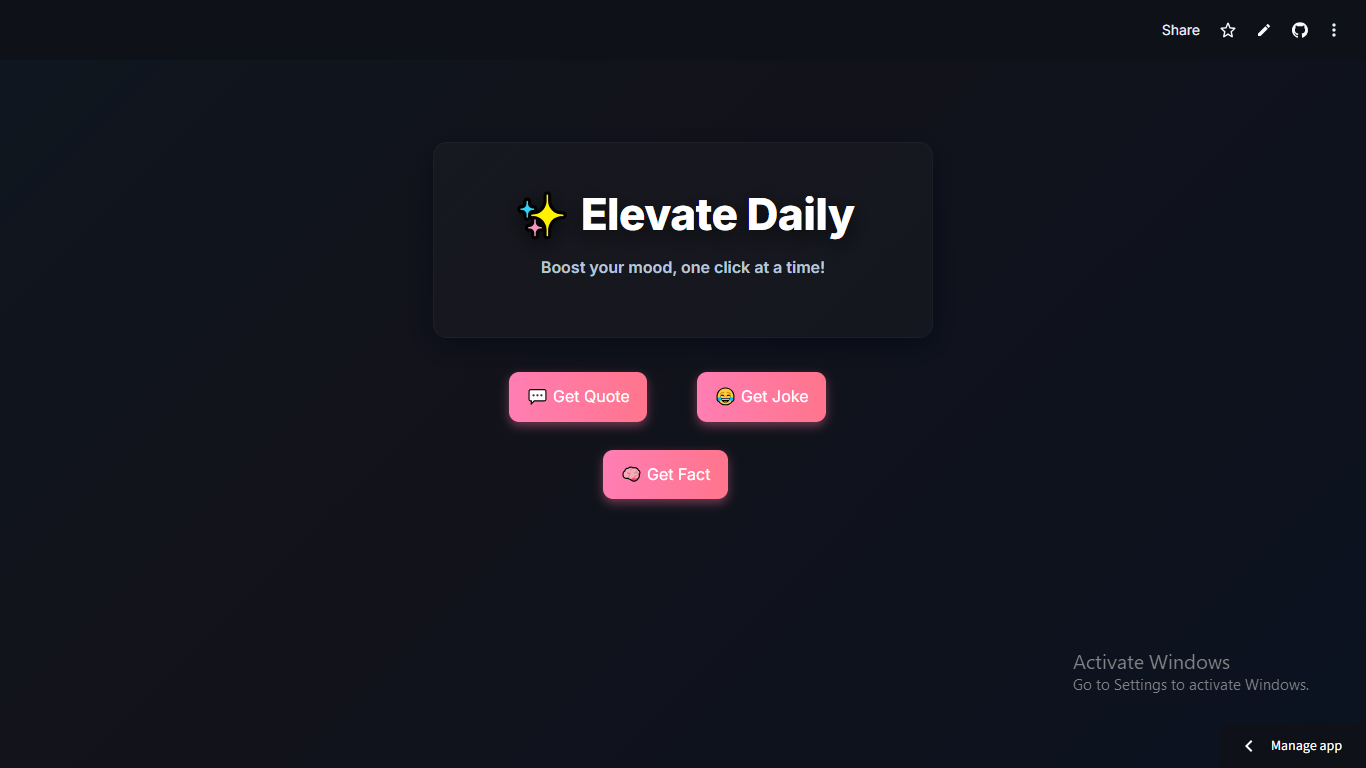 Share
✨ Elevate Daily
Boost your mood, one click at a time!
💬 Get Quote
😂 Get Joke
🧠 Get Fact
Activate Windows
Go to Settings to activate Windows.
Manage app